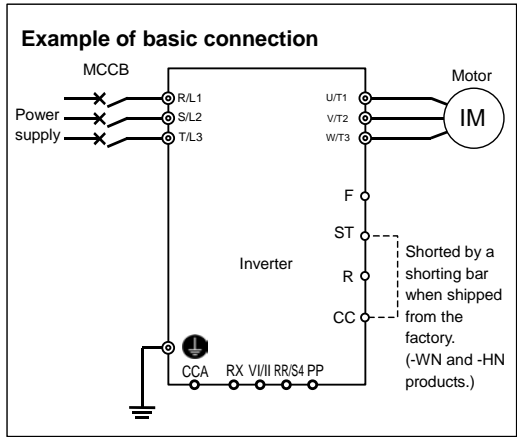 Example of basic connection
MCCB
Motor
Power
supply
R/L1
S/L2
T/L3
U/T1
V/T2
W/T3
IM
F
ST
R
CC
Inverter
Shorted by a
shorting bar
when shipped
from the
factory.
(-WN and -HN
products.)
CCA RX VI/II RR/S4 PP